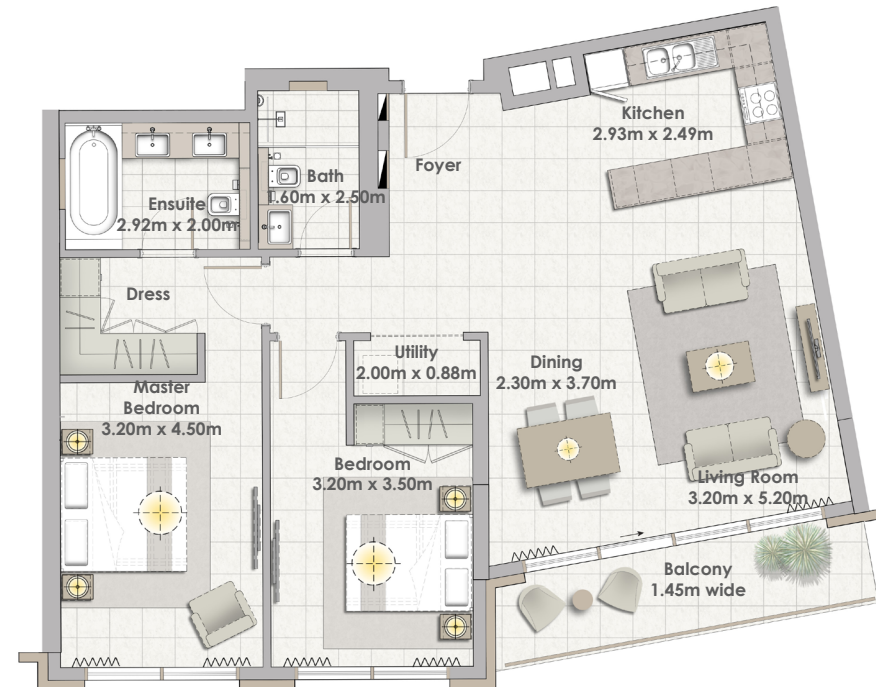 Kitchen
2.93m x 2.49m
Foyer
Bath
1.60m x 2.50m
Ensuite
2.92m x 2.00m
Dress
Utility
2.00m x 0.88m
Dining
2.30m x 3.70m
Master
Bedroom
3.20m x 4.50m
Bedroom
3.20m x 3.50m
Living Room
3.20m x 5.20m
Balcony
1.45m wide